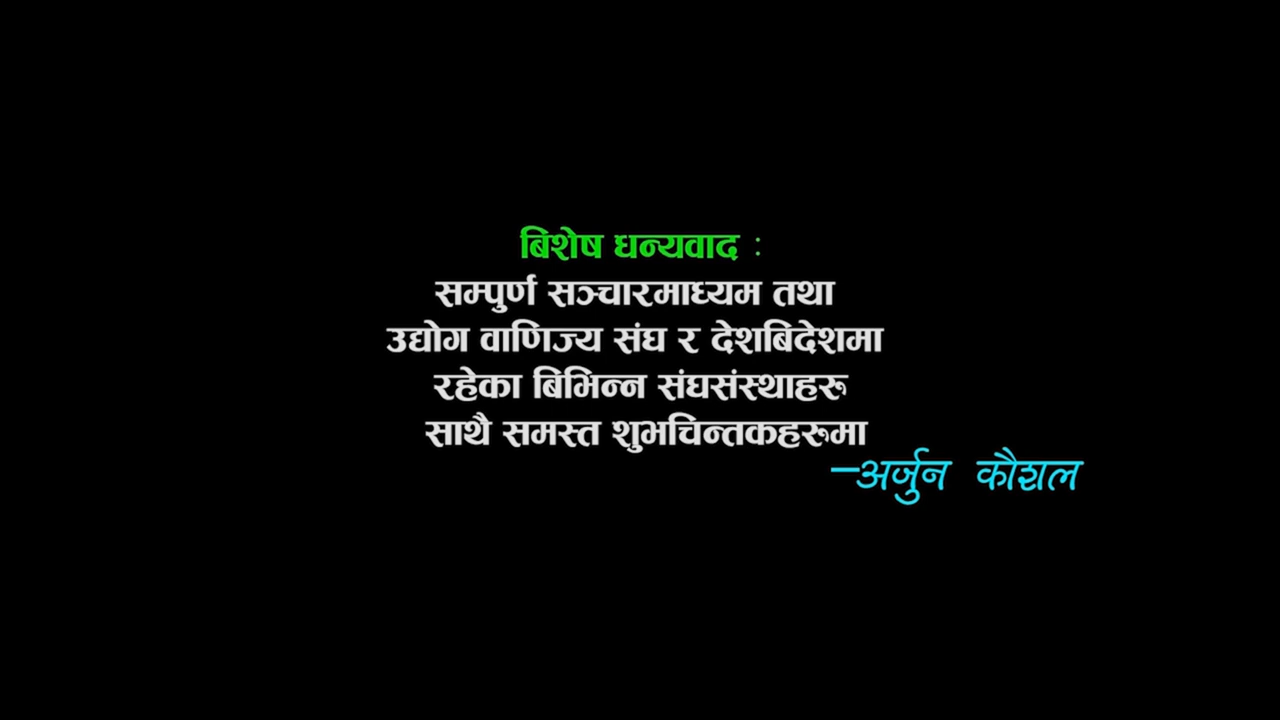 बिशेष धन्यवाद :
सम्पुर्ण सञ्चारमाध्यम तथा
उद्योग वाणिज्य संघ र देशबिदेशमा
रहेका बिभिन्न संघसंस्थाहरु
साथै समस्त शुभचिन्तकहरुमा
–अर्जुन कौशल